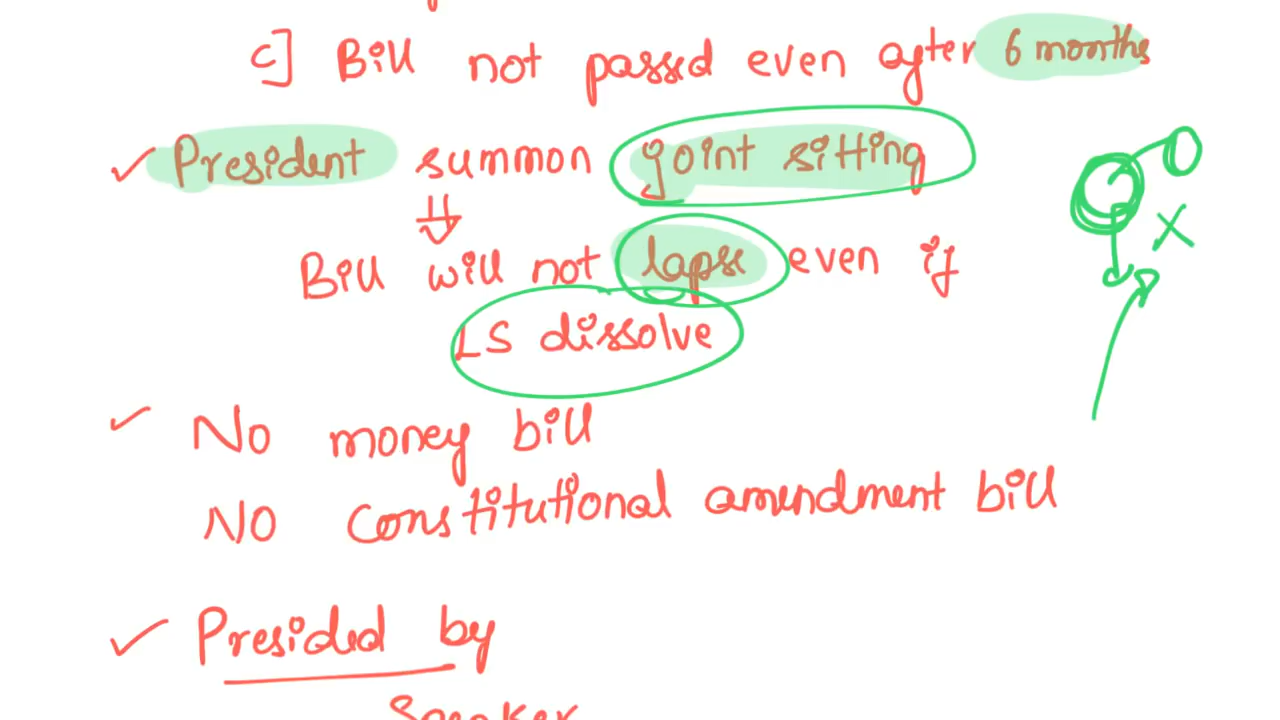 c] Bill not passed even after 6 months
President summon joint sitting
Bill will not lapse even if
LS dissolve
No money bill
NO constitutional amendment bill
Presided by
Speaker